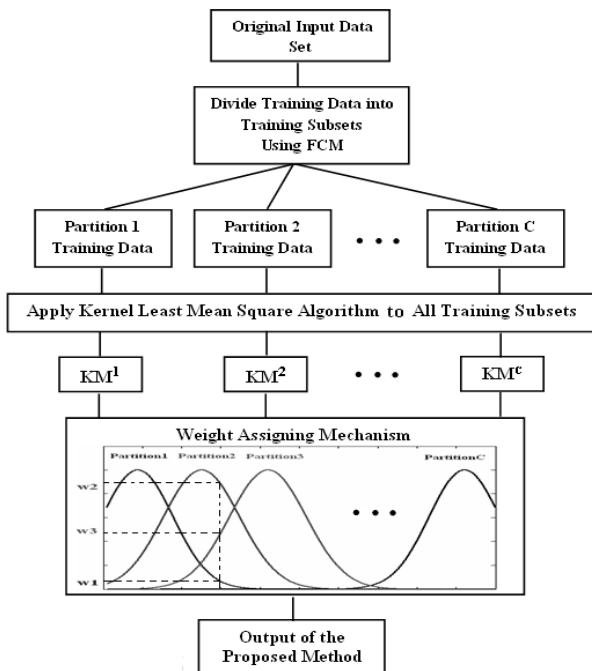 Original Input Data
Set
Divide Training Data into
Training Subsets
Using FCM
Partition 1
Training Data
Partition 2
Training Data
• • •
Partition C
Training Data
Apply Kernel Least Mean Square Algorithm to All Training Subsets
KM¹
KM²
• • •
KMᶜ
Weight Assigning Mechanism
Partition1
Partition2
Partition3
PartitionC
w2
w3
w1
• • •
Output of the
Proposed Method